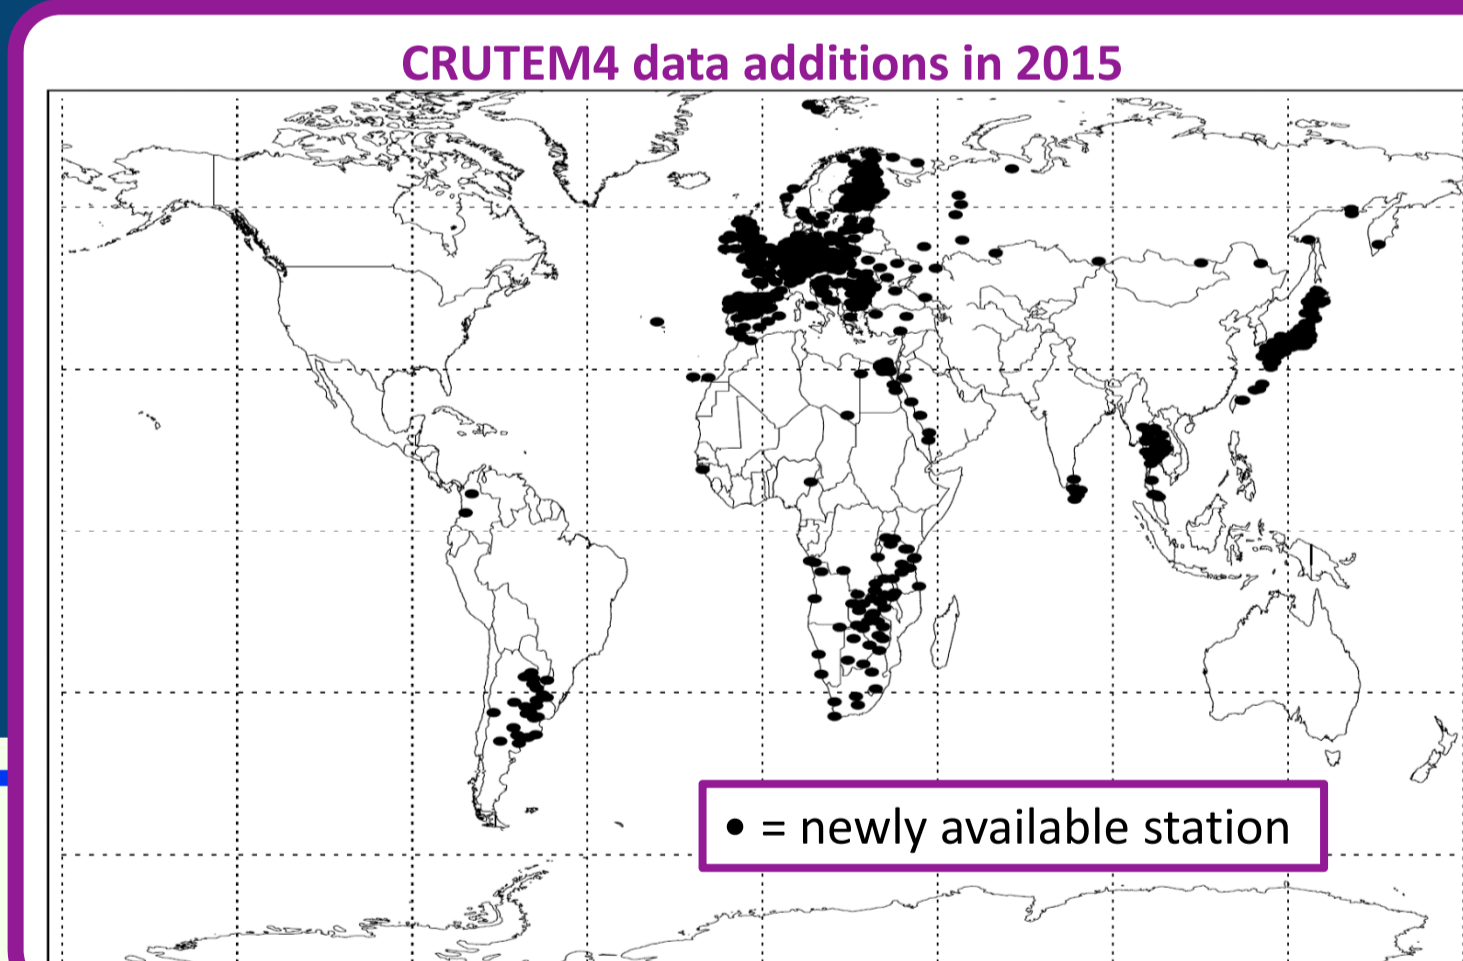 CRUTEM4 data additions in 2015
• = newly available station